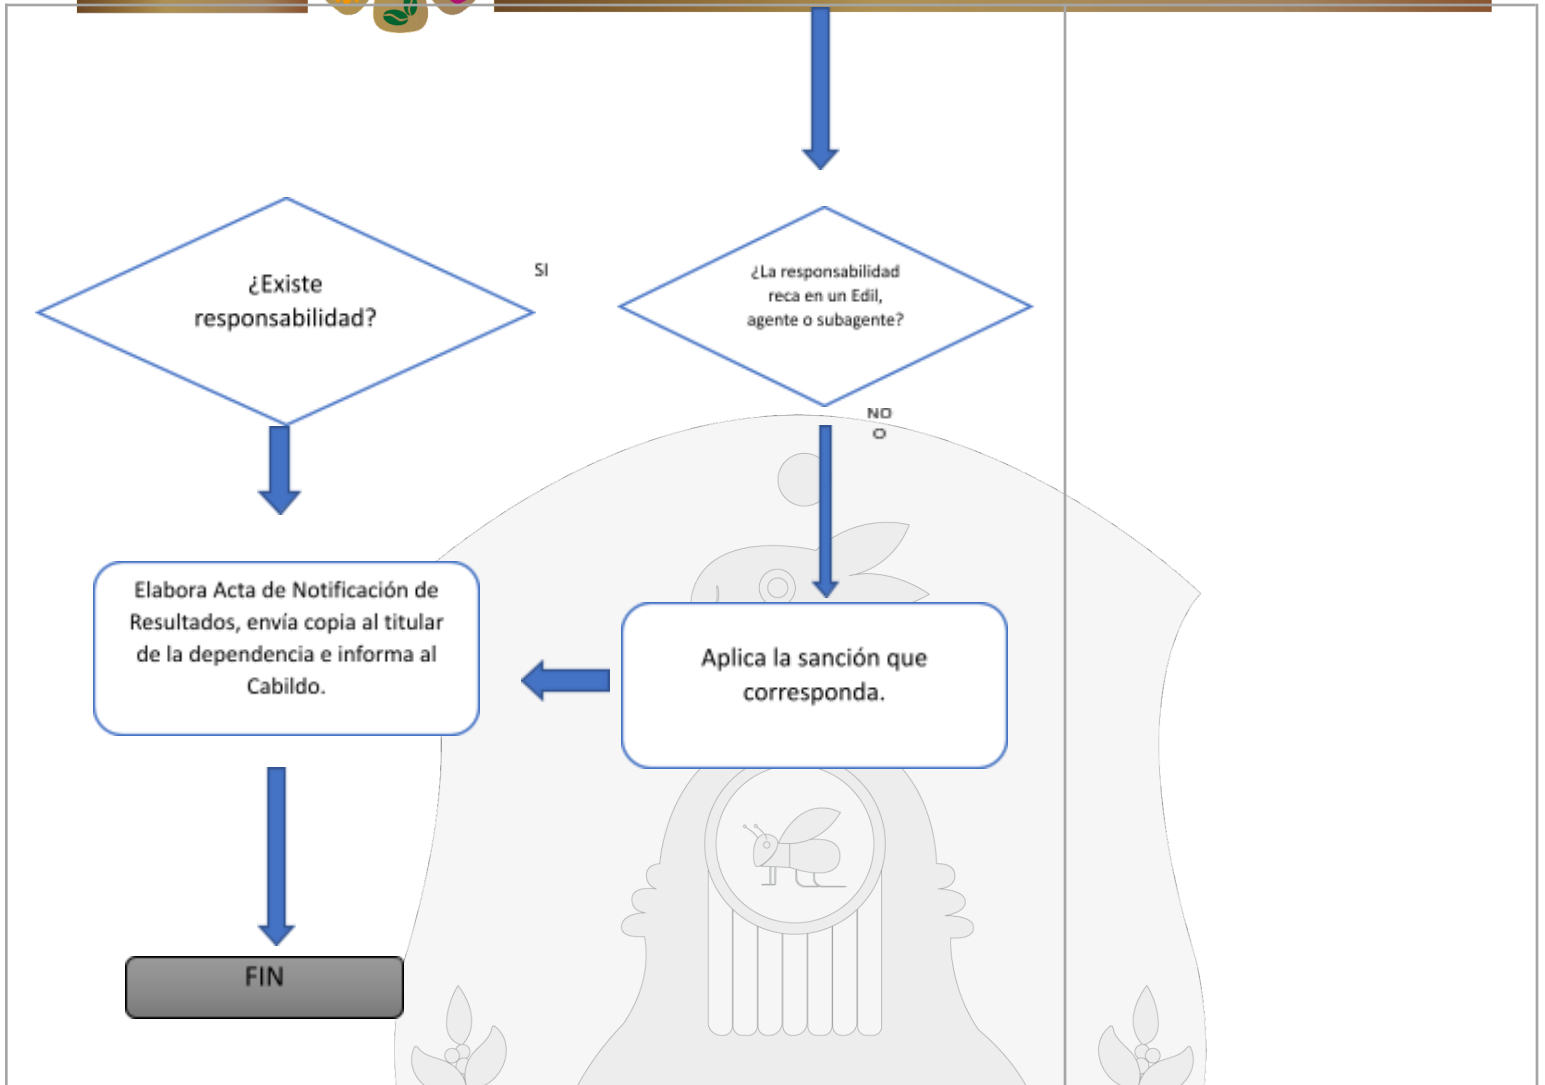 ¿Existe
responsabilidad?
SI
¿La responsabilidad
reca en un Edil,
agente o subagente?
NO
O
Elabora Acta de Notificación de
Resultados, envía copia al titular
de la dependencia e informa al
Cabildo.
Aplica la sanción que
corresponda.
FIN